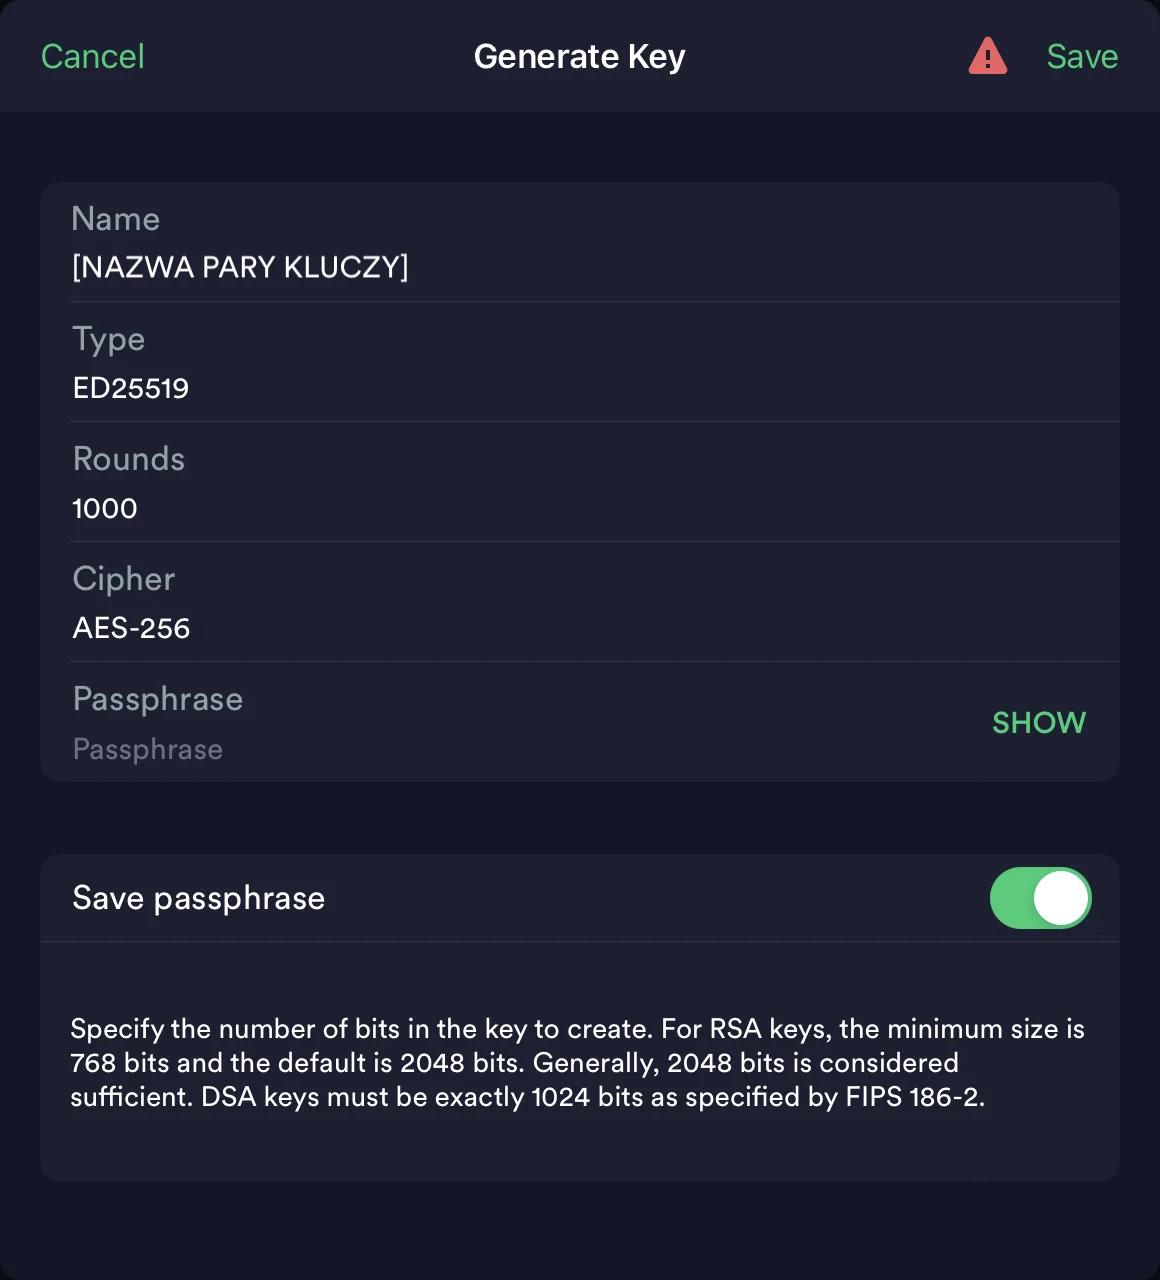 Cancel Generate Key Save
Name
[NAZWA PARY KLUCZY]
Type
ED25519
Rounds
1000
Cipher
AES-256
Passphrase
Passphrase
SHOW
Save passphrase
Specify the number of bits in the key to create. For RSA keys, the minimum size is
768 bits and the default is 2048 bits. Generally, 2048 bits is considered
sufficient. DSA keys must be exactly 1024 bits as specified by FIPS 186-2.